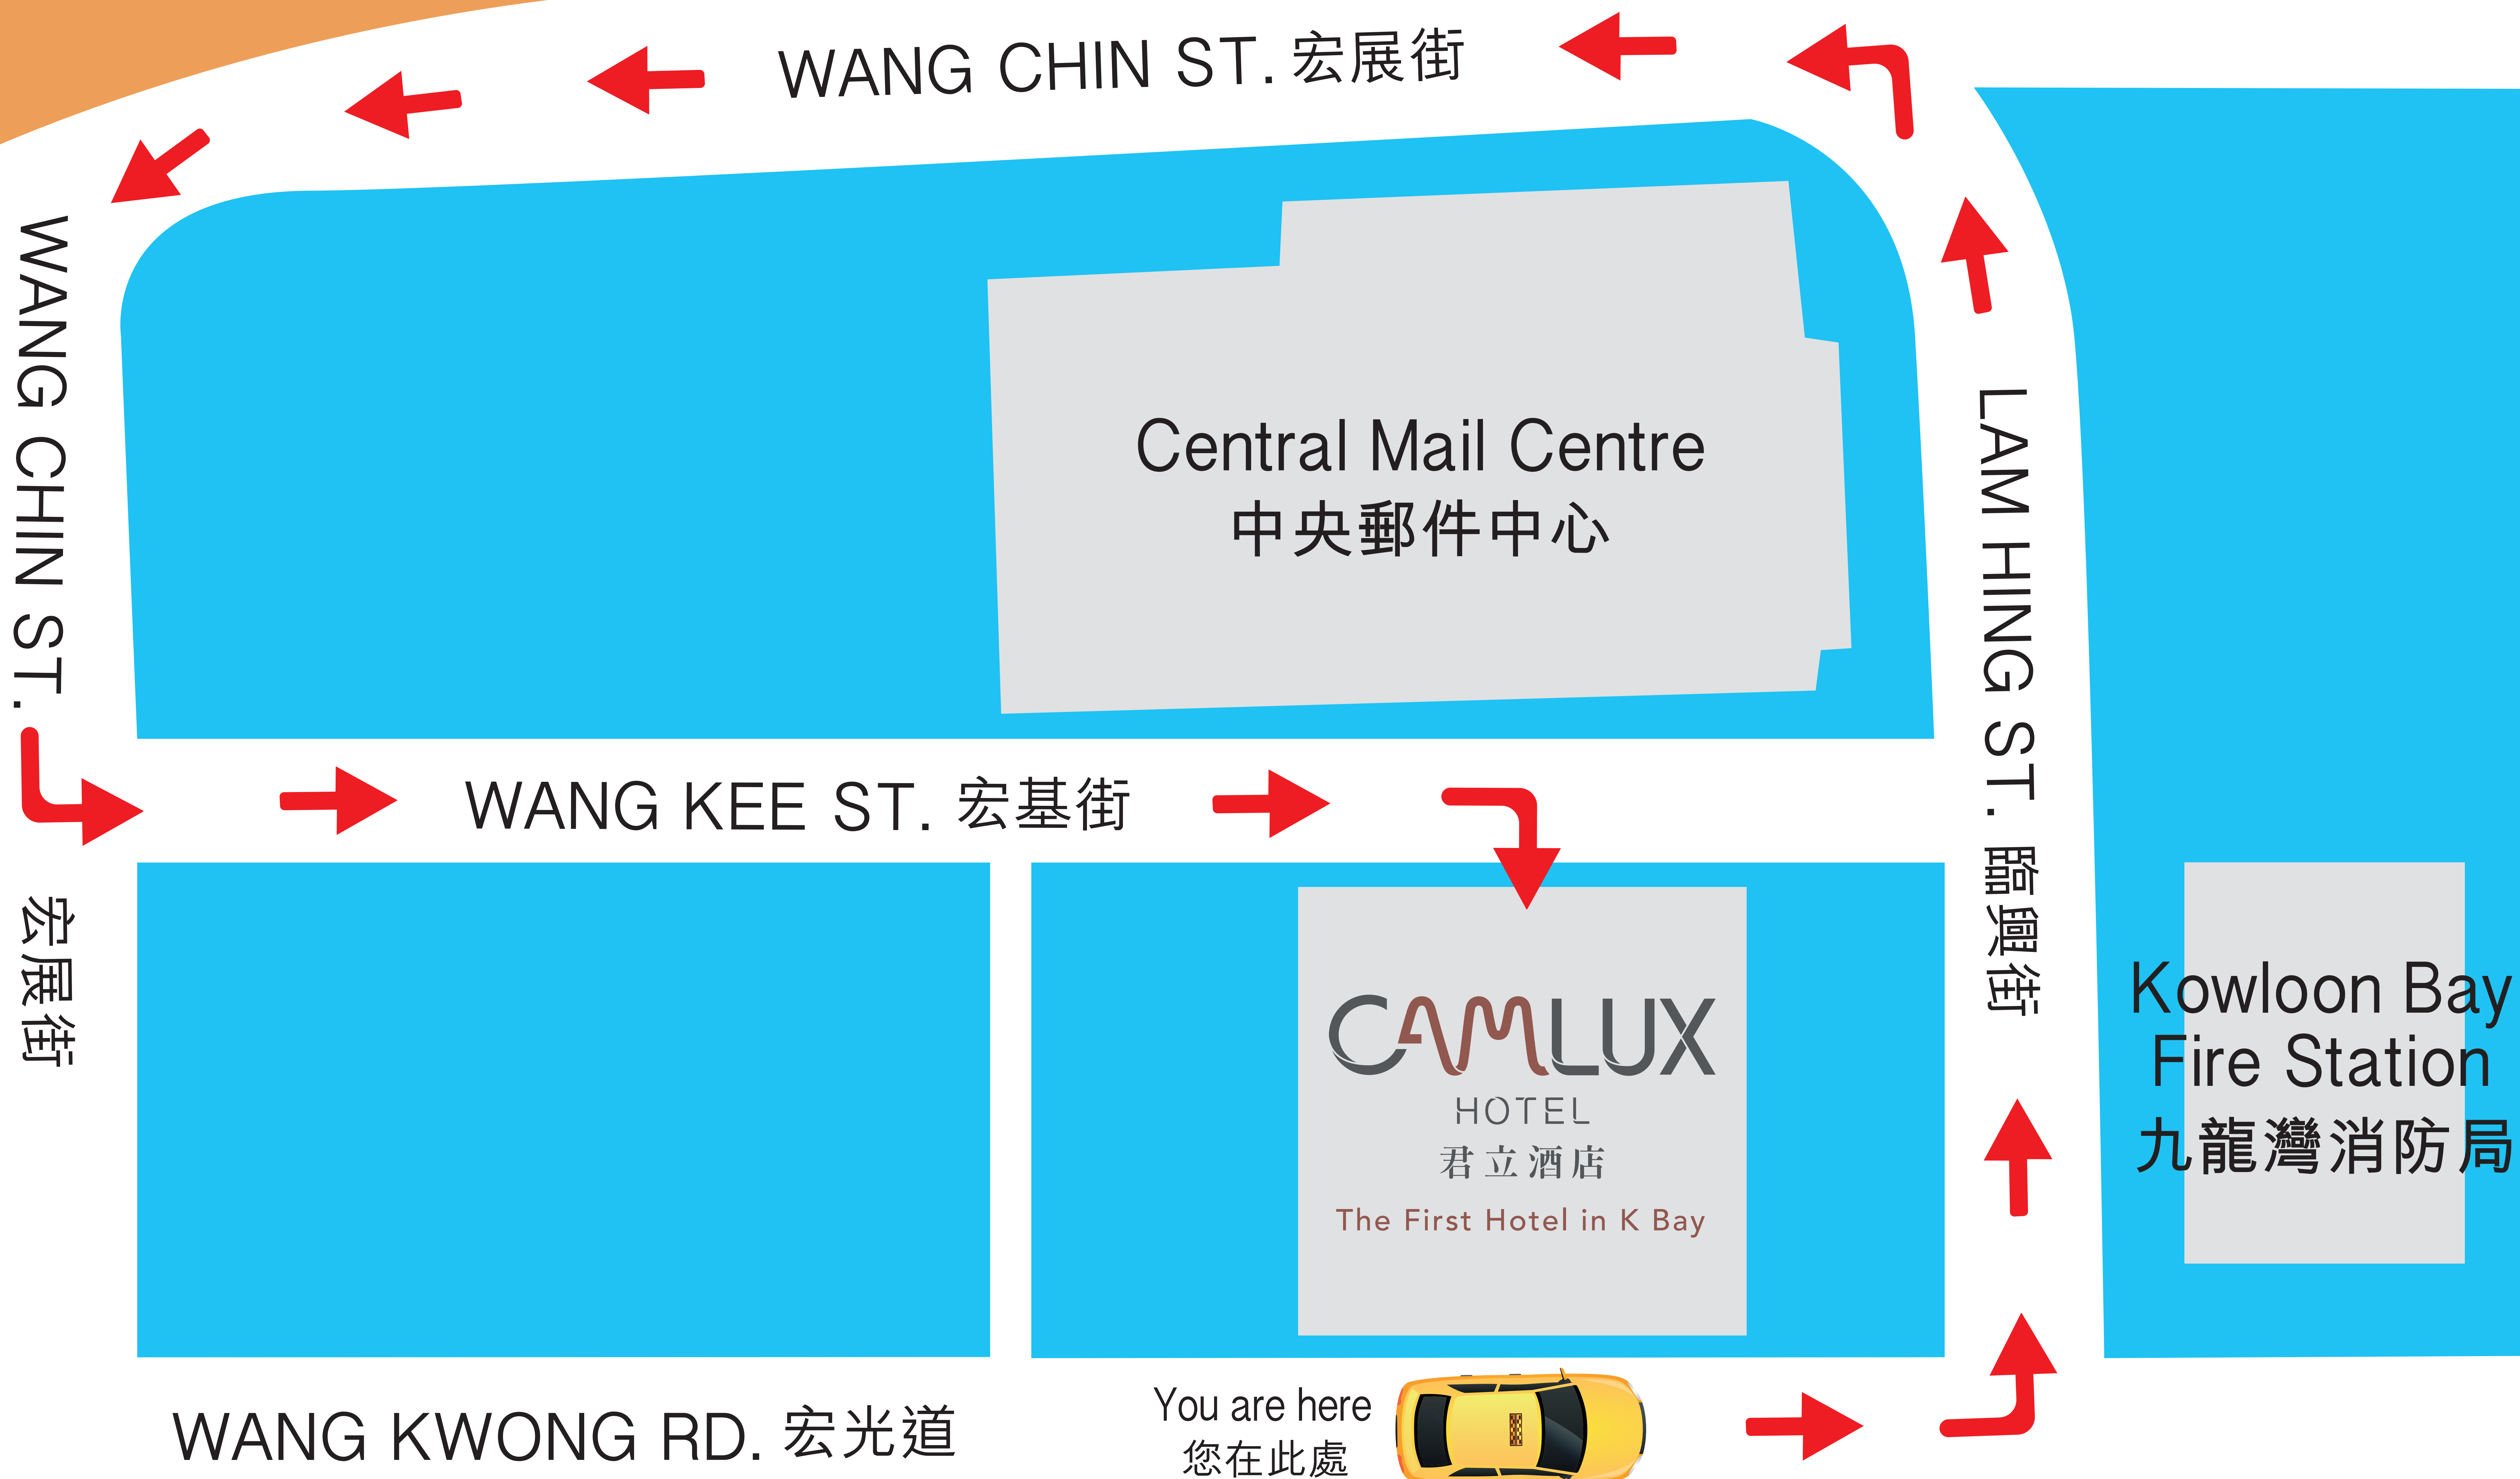 WANG CHIN ST. 宏展街
WANG CHIN ST. 宏展街
Central Mail Centre
中央郵件中心
LAM HING ST. 臨興街
WANG KEE ST. 宏基街
CAMLUX
HOTEL
君立酒店
The First Hotel in K Bay
Kowloon Bay
Fire Station
九龍灣消防局
WANG KWONG RD. 宏光道
You are here
您在此處